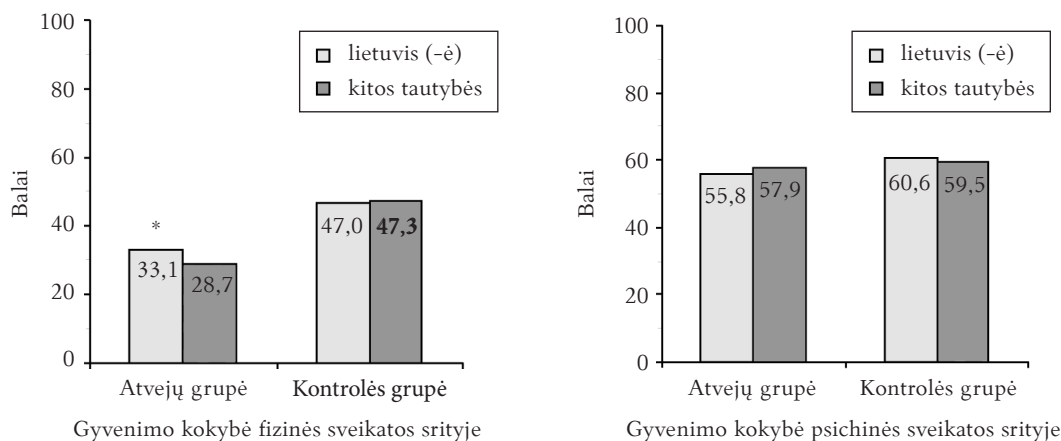 100
80
60
40
20
0
Balai
lietuvis (-ė)
kitos tautybės
*
33,1
28,7
47,0
47,3
Atvejų grupė
Kontrolės grupė
Gyvenimo kokybė fizinės sveikatos srityje
100
80
60
40
20
0
Balai
lietuvis (-ė)
kitos tautybės
55,8
57,9
60,6
59,5
Atvejų grupė
Kontrolės grupė
Gyvenimo kokybė psichinės sveikatos srityje